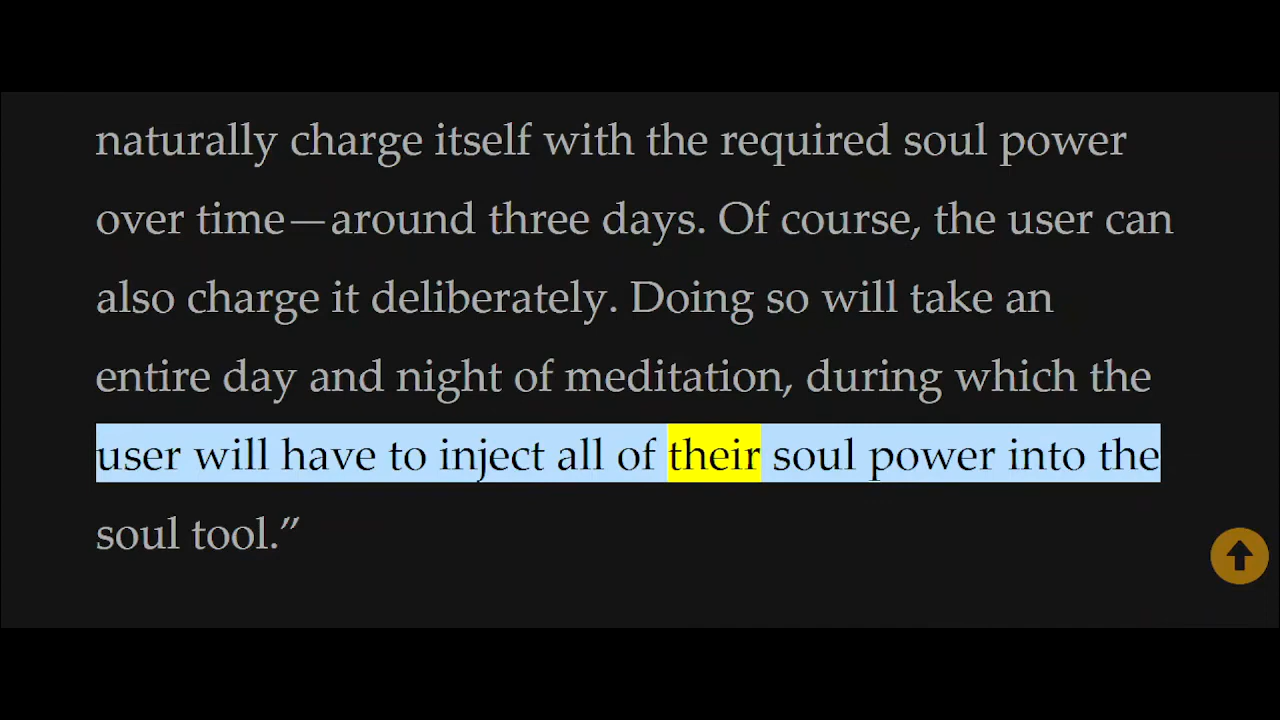 naturally charge itself with the required soul power
over time—around three days. Of course, the user can
also charge it deliberately. Doing so will take an
entire day and night of meditation, during which the
user will have to inject all of their soul power into the
soul tool.”